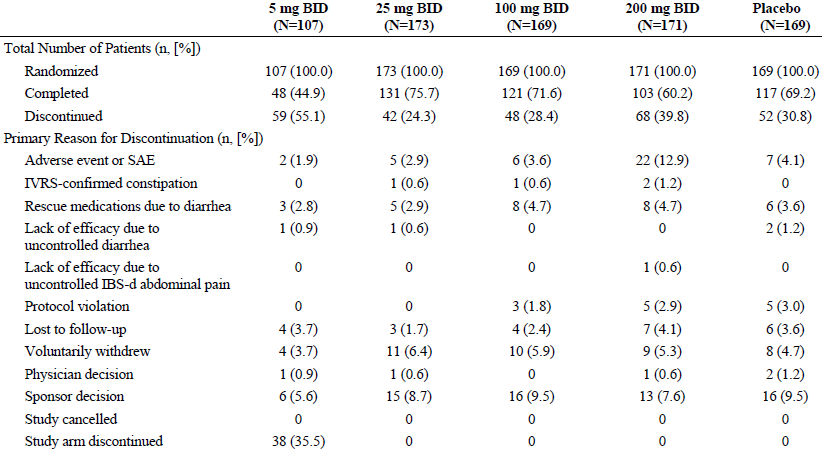 5 mg BID 25 mg BID 100 mg BID 200 mg BID Placebo
(N=107) (N=173) (N=169) (N=171) (N=169)
Total Number of Patients (n, [%])
Randomized 107 (100.0) 173 (100.0) 169 (100.0) 171 (100.0) 169 (100.0)
Completed 48 (44.9) 131 (75.7) 121 (71.6) 103 (60.2) 117 (69.2)
Discontinued 59 (55.1) 42 (24.3) 48 (28.4) 68 (39.8) 52 (30.8)
Primary Reason for Discontinuation (n, [%])
Adverse event or SAE 2 (1.9) 5 (2.9) 6 (3.6) 22 (12.9) 7 (4.1)
IVRS-confirmed constipation 0 1 (0.6) 1 (0.6) 2 (1.2) 0
Rescue medications due to diarrhea 3 (2.8) 5 (2.9) 8 (4.7) 8 (4.7) 6 (3.6)
Lack of efficacy due to 1 (0.9) 1 (0.6) 0 0 2 (1.2)
uncontrolled diarrhea
Lack of efficacy due to 0 0 0 1 (0.6) 0
uncontrolled IBS-d abdominal pain
Protocol violation 0 0 3 (1.8) 5 (2.9) 5 (3.0)
Lost to follow-up 4 (3.7) 3 (1.7) 4 (2.4) 7 (4.1) 6 (3.6)
Voluntarily withdrew 4 (3.7) 11 (6.4) 10 (5.9) 9 (5.3) 8 (4.7)
Physician decision 1 (0.9) 1 (0.6) 0 1 (0.6) 2 (1.2)
Sponsor decision 6 (5.6) 15 (8.7) 16 (9.5) 13 (7.6) 16 (9.5)
Study cancelled 0 0 0 0 0
Study arm discontinued 38 (35.5) 0 0 0 0